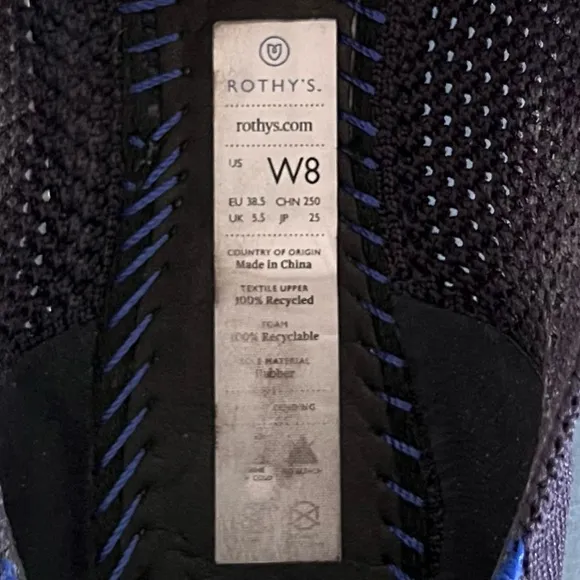 ROTHY'S
rothys.com
US W8
EU 38.5 CHN 250
UK 5.5 JP 25
COUNTRY OF ORIGIN
Made in China
TEXTILE UPPER
100% Recycled
FOAM
100% Recyclable
SOLE MATERIAL
Rubber